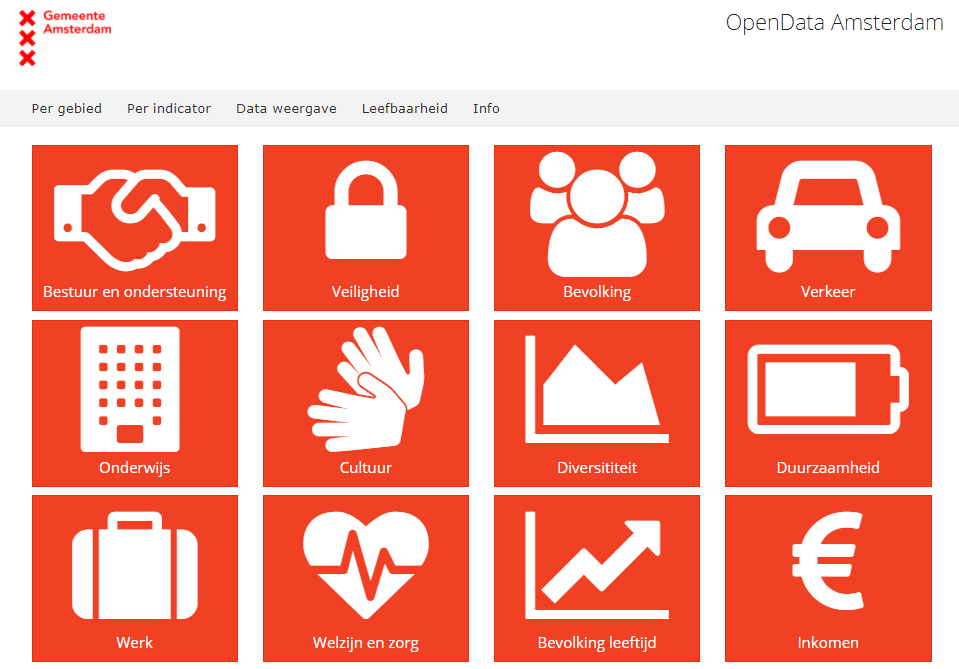 Gemeente
Amsterdam
OpenData Amsterdam
Per gebied Per indicator Data weergave Leefbaarheid Info
Bestuur en ondersteuning Veiligheid Bevolking Verkeer
Onderwijs Cultuur Diversititeit Duurzaamheid
Werk Welzijn en zorg Bevolking leeftijd Inkomen